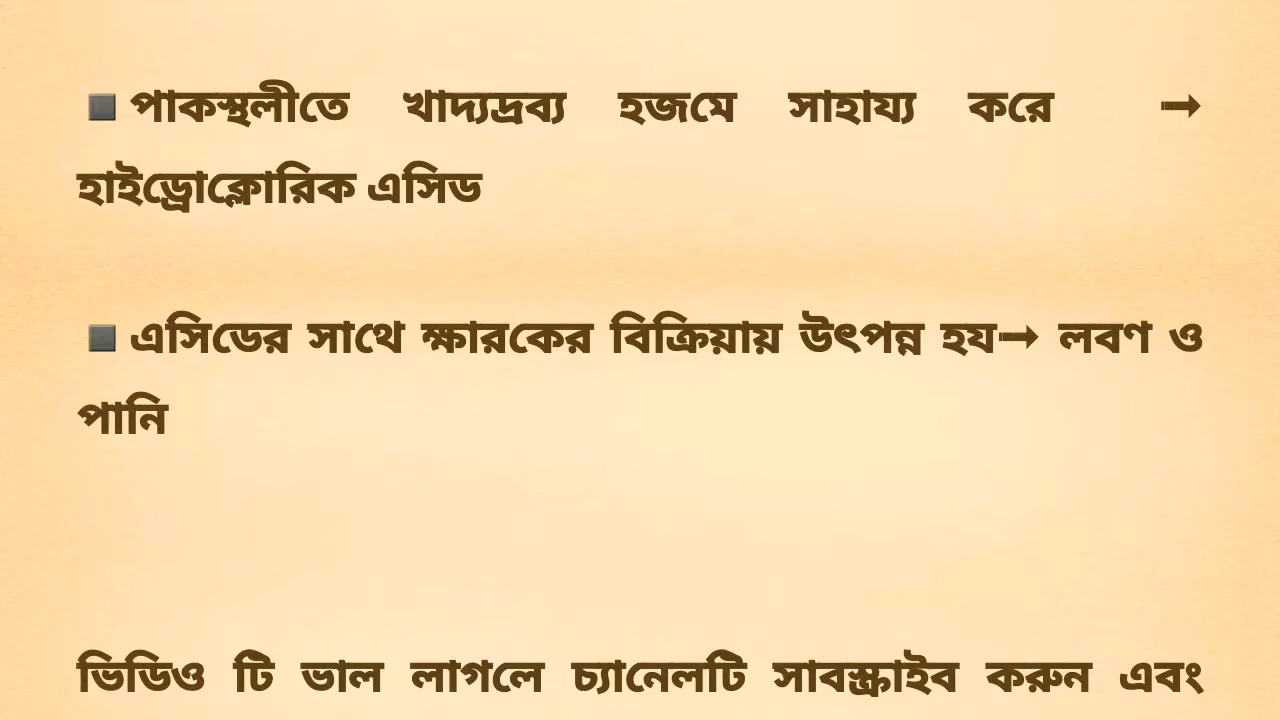 ◾পাকস্থলীতে খাদ্যদ্রব্য হজমে সাহায্য করে ➞
হাইড্রোক্লোরিক এসিড
◾এসিডের সাথে ক্ষারকের বিক্রিয়ায় উৎপন্ন হয➞ লবণ ও
পানি
ভিডিও টি ভাল লাগলে চ্যানেলটি সাবস্ক্রাইব করুন এবং